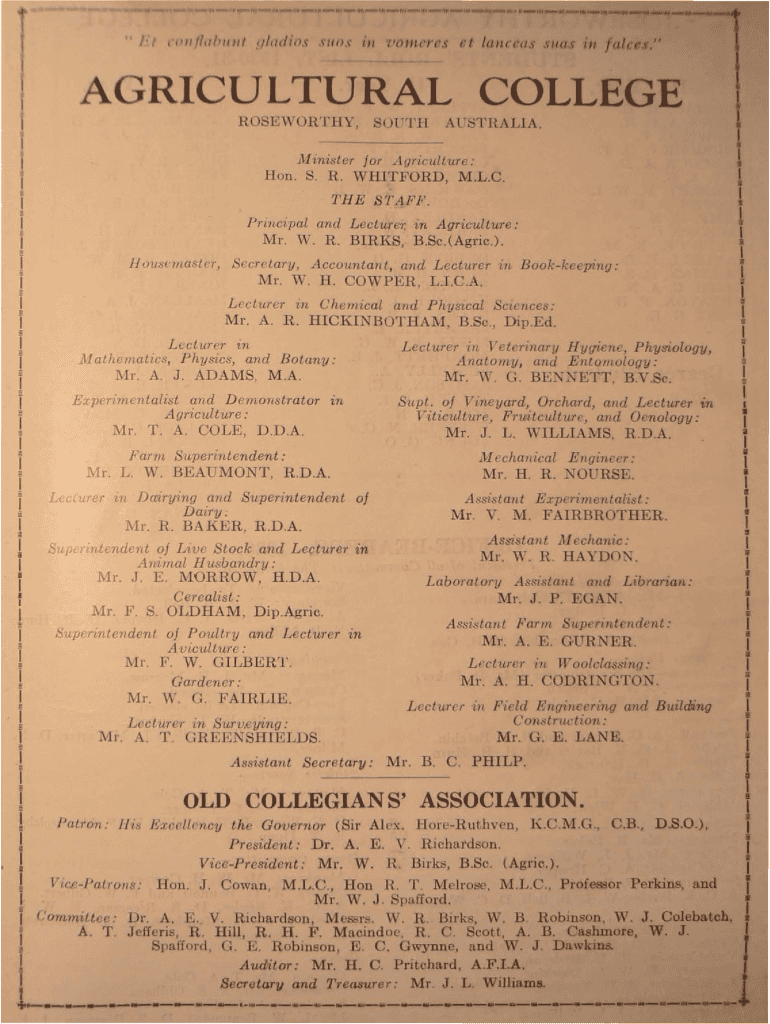 "Et conflabunt gladios suos in vomeres et lanceas suas in falces."
AGRICULTURAL COLLEGE
ROSEWORTHY, SOUTH AUSTRALIA.
Minister for Agriculture:
Hon. S. R. WHITFORD, M.L.C.
THE STAFF.
Principal and Lecturer in Agriculture:
Mr. W. R. BIRKS, B.Sc.(Agric.).
Housemaster, Secretary, Accountant, and Lecturer in Book-keeping:
Mr. W. H. COWPER, L.I.C.A.
Lecturer in Chemical and Physical Sciences:
Mr. A. R. HICKINBOTHAM, B.Sc., Dip.Ed.
Lecturer in
Mathematics, Physics, and Botany:
Mr. A. J. ADAMS, M.A.
Experimentalist and Demonstrator in
Agriculture:
Mr. T. A. COLE, D.D.A.
Farm Superintendent:
Mr. L. W. BEAUMONT, R.D.A.
Lecturer in Dairying and Superintendent of
Dairy:
Mr. R. BAKER, R.D.A.
Superintendent of Live Stock and Lecturer in
Animal Husbandry:
Mr. J. E. MORROW, H.D.A.
Cerealist:
Mr. F. S. OLDHAM, Dip.Agric.
Superintendent of Poultry and Lecturer in
Aviculture:
Mr. F. W. GILBERT.
Gardener:
Mr. W. G. FAIRLIE.
Lecturer in Surveying:
Mr. A. T. GREENSHIELDS.
Lecturer in Veterinary Hygiene, Physiology,
Anatomy, and Entomology:
Mr. W. G. BENNETT, B.V.Sc.
Supt. of Vineyard, Orchard, and Lecturer in
Viticulture, Fruitculture, and Oenology:
Mr. J. L. WILLIAMS, R.D.A.
Mechanical Engineer:
Mr. H. R. NOURSE.
Assistant Experimentalist:
Mr. V. M. FAIRBROTHER.
Assistant Mechanic:
Mr. W. R. HAYDON.
Laboratory Assistant and Librarian:
Mr. J. P. EGAN.
Assistant Farm Superintendent:
Mr. A. E. GURNER.
Lecturer in Woolclassing:
Mr. A. H. CODRINGTON.
Lecturer in Field Engineering and Building
Construction:
Mr. G. E. LANE.
Assistant Secretary: Mr. B. C. PHILP.
OLD COLLEGIANS' ASSOCIATION.
Patron: His Excellency the Governor (Sir Alex. Hore-Ruthven, K.C.M.G., C.B., D.S.O.),
President: Dr. A. E. V. Richardson.
Vice-President: Mr. W. R. Birks, B.Sc. (Agric.).
Vice-Patrons: Hon. J. Cowan, M.L.C., Hon R. T. Melrose, M.L.C., Professor Perkins, and
Mr. W. J. Spafford.
Committee: Dr. A. E. V. Richardson, Messrs. W. R. Birks, W. B. Robinson, W. J. Colebatch,
A. T. Jefferis, R. Hill, R. H. F. Macindoe, R. C. Scott, A. B. Cashmore, W. J.
Spafford, G. E. Robinson, E. C. Gwynne, and W. J. Dawkins.
Auditor: Mr. H. C. Pritchard, A.F.I.A.
Secretary and Treasurer: Mr. J. L. Williams.